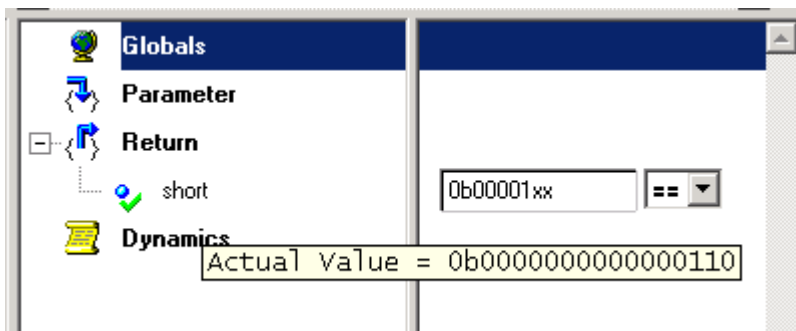 Globals
Parameter
Return
short 0b00001xx ==
Dynamics
Actual Value = 0b0000000000000110